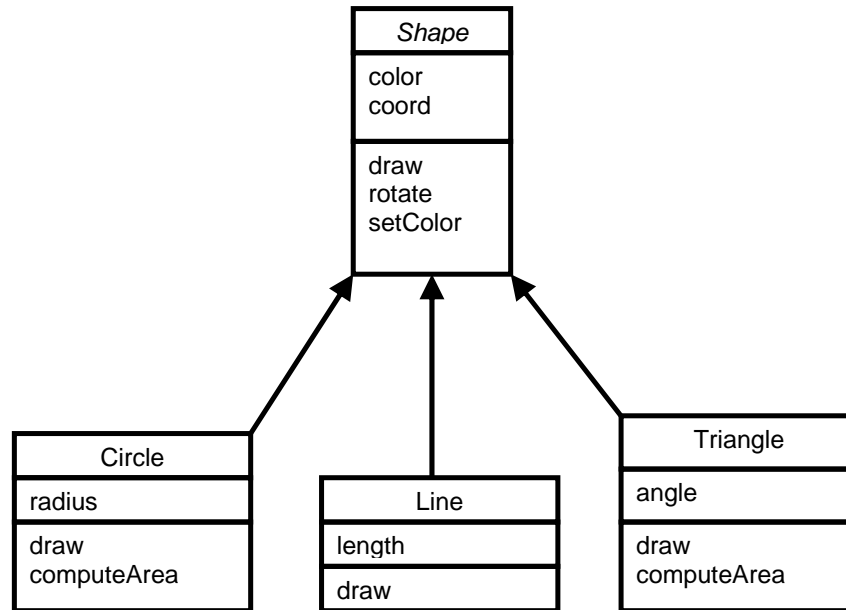 Shape
color
coord
draw
rotate
setColor
Circle
radius
draw
computeArea
Line
length
draw
Triangle
angle
draw
computeArea